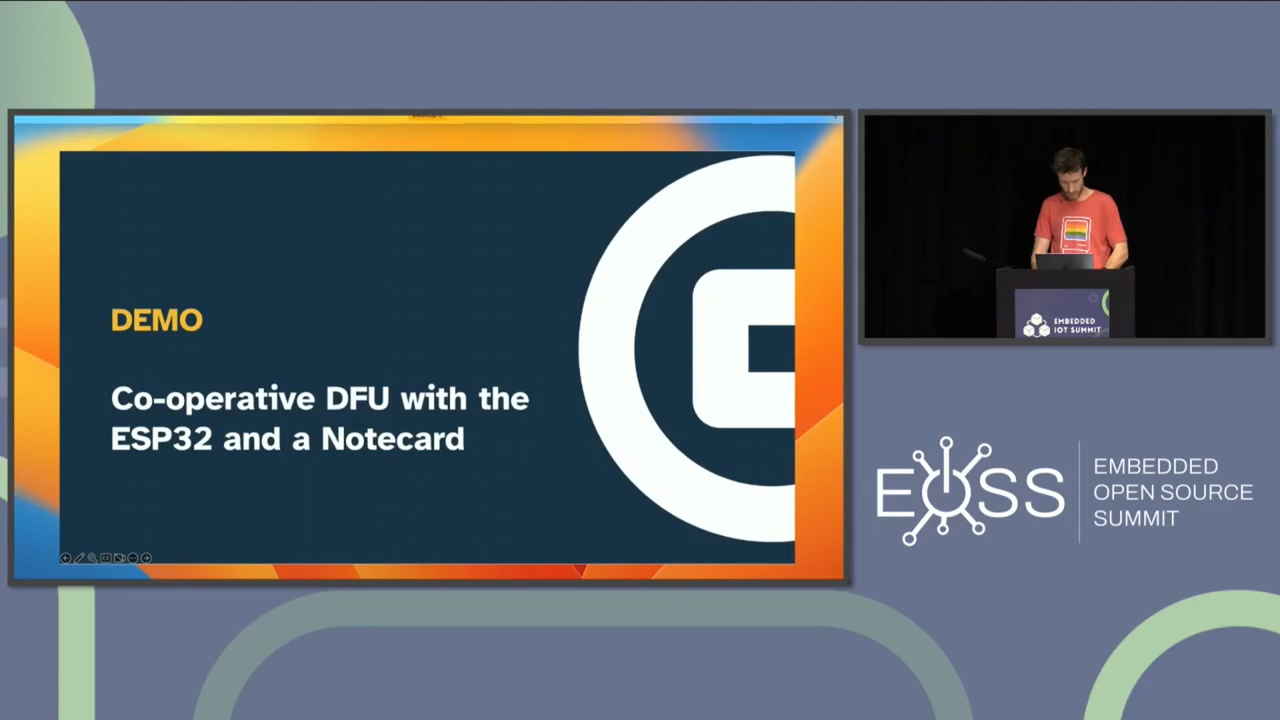 DEMO
Co-operative DFU with the
ESP32 and a Notecard
EMBEDDED
IOT SUMMIT
EOSS
EMBEDDED
OPEN SOURCE
SUMMIT